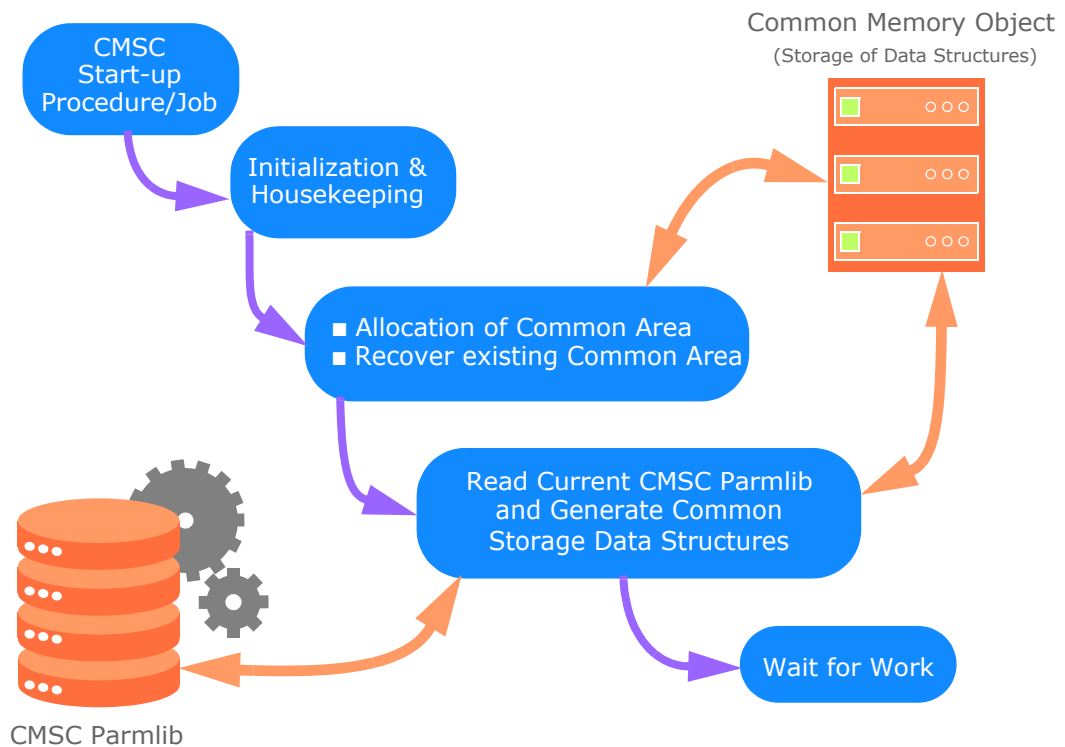 CMSC
Start-up
Procedure/Job
Common Memory Object
(Storage of Data Structures)
Initialization &
Housekeeping
▪ Allocation of Common Area
▪ Recover existing Common Area
Read Current CMSC Parmlib
and Generate Common
Storage Data Structures
Wait for Work
CMSC Parmlib